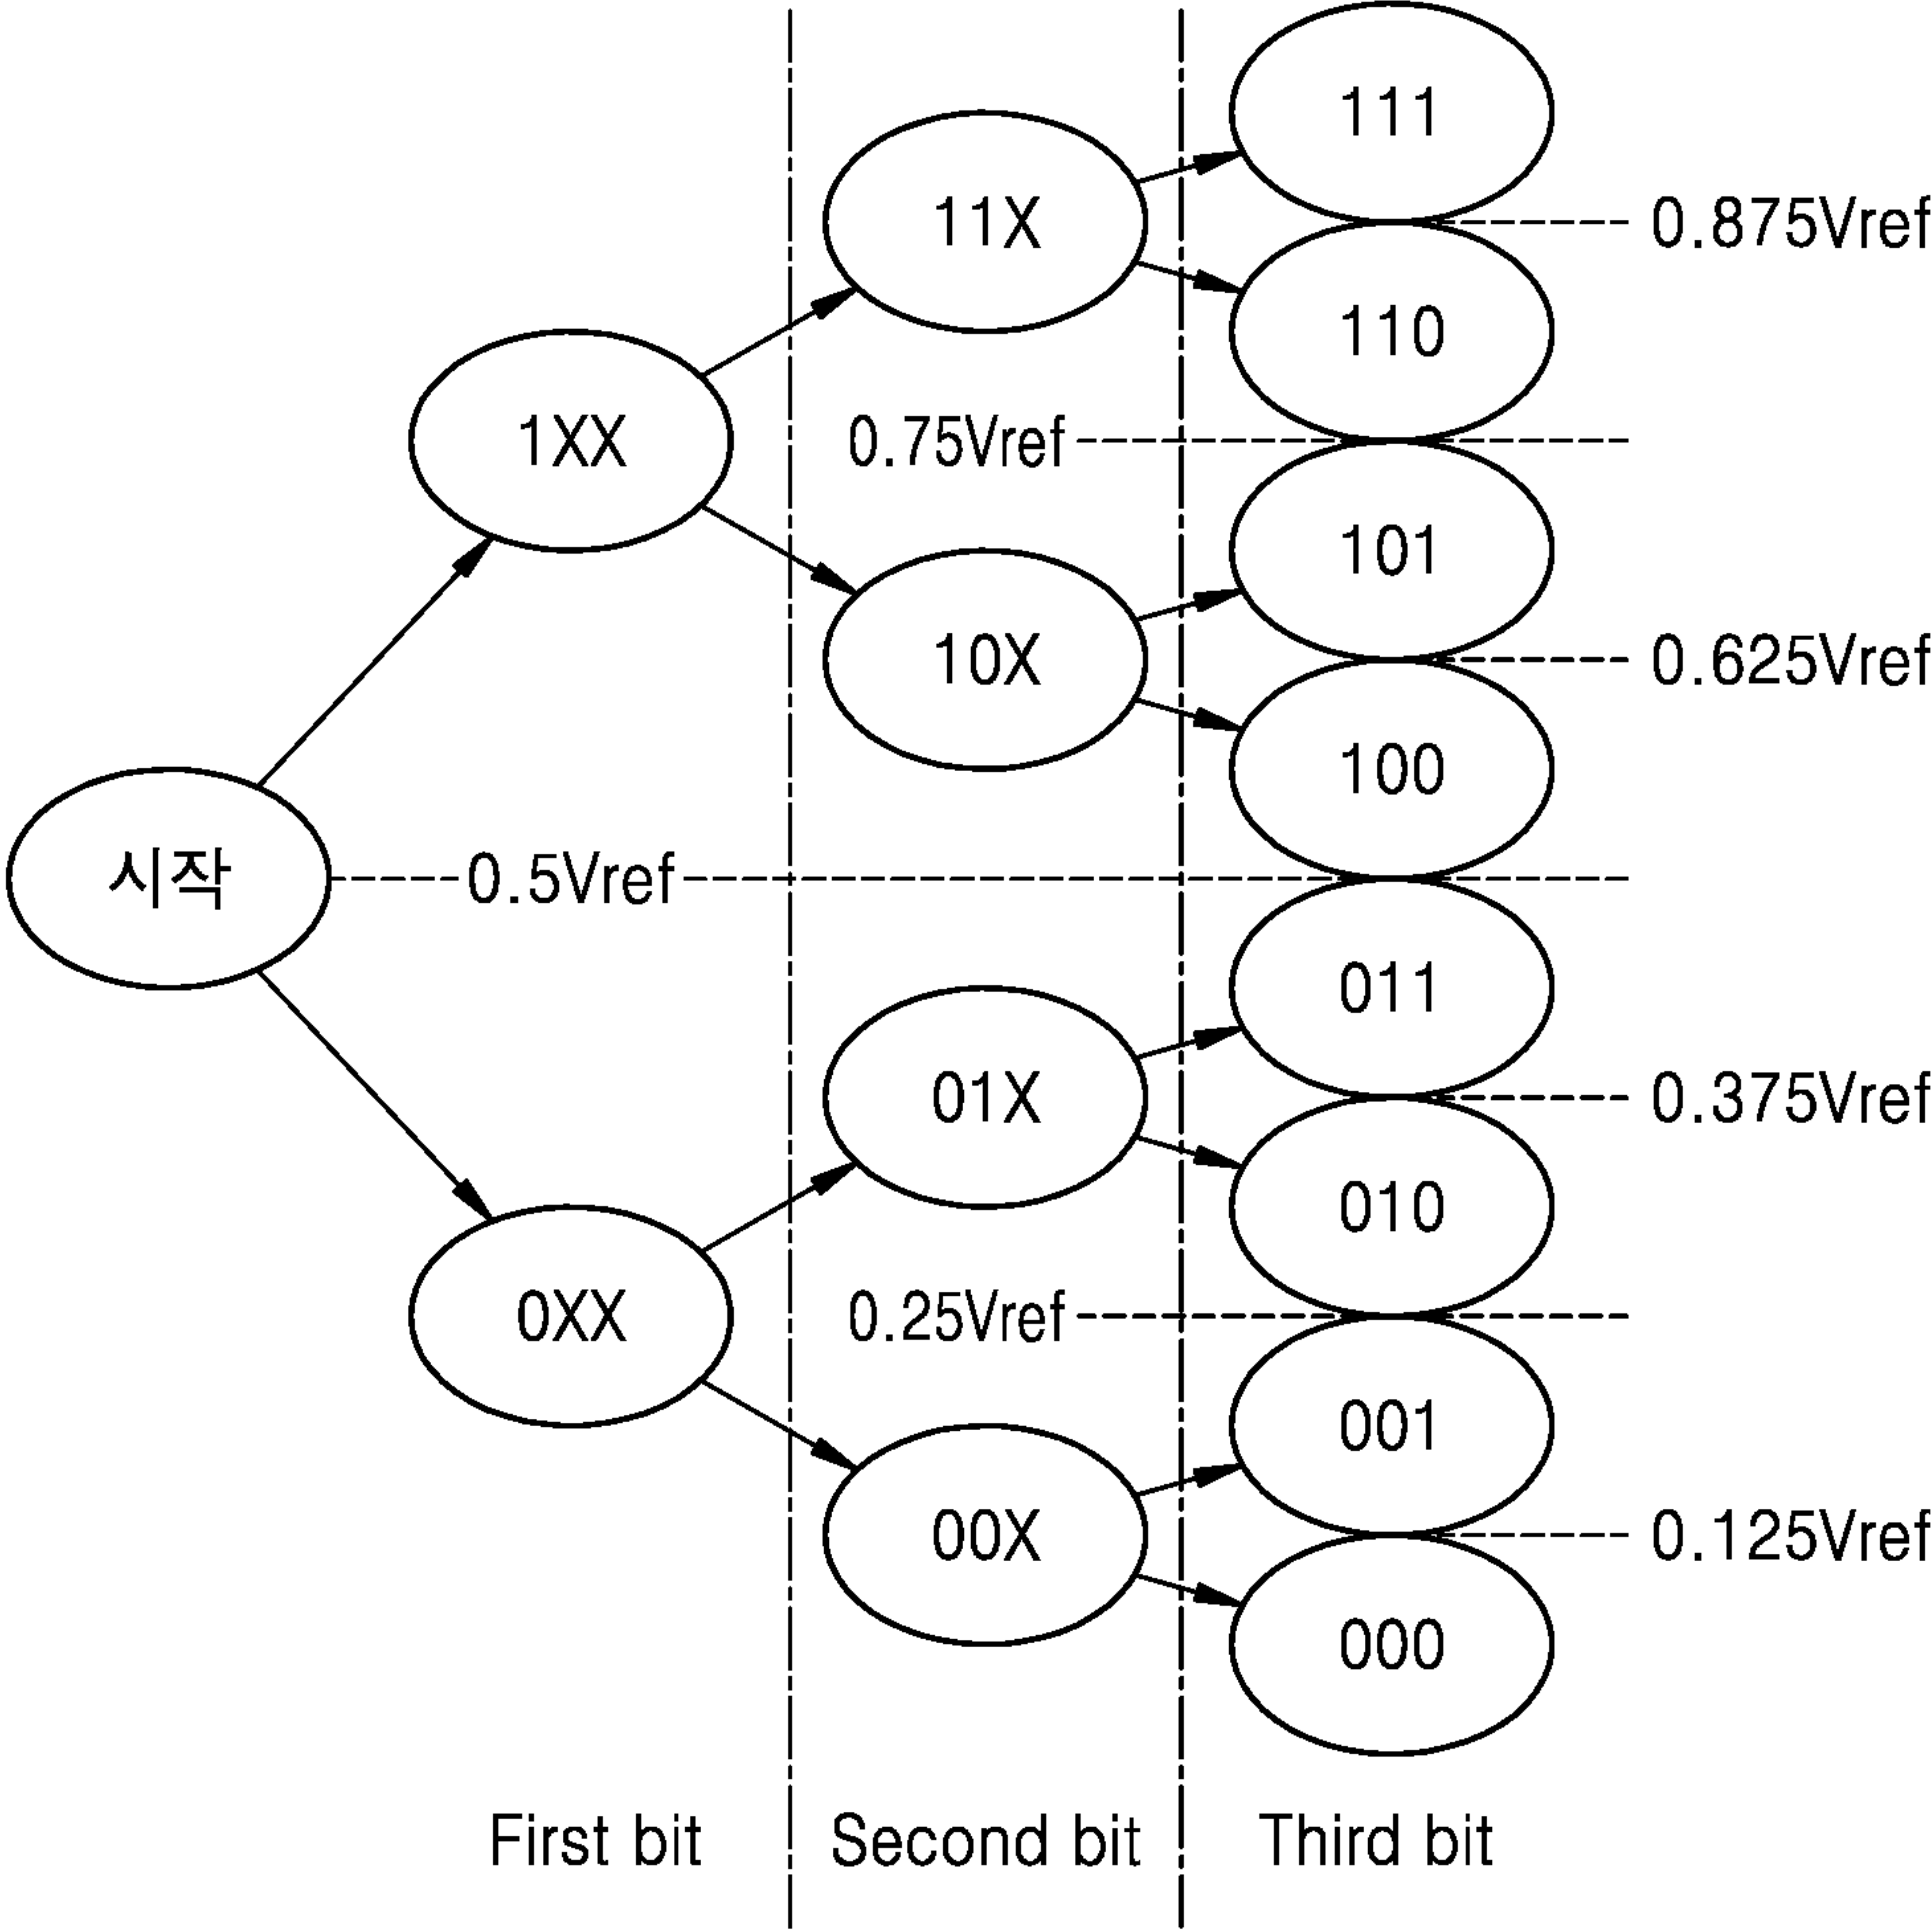 111
11X
0.875Vref
110
1XX
0.75Vref
101
10X
0.625Vref
100
시작
0.5Vref
011
01X
0.375Vref
010
0XX
0.25Vref
001
00X
0.125Vref
000
First bit
Second bit
Third bit